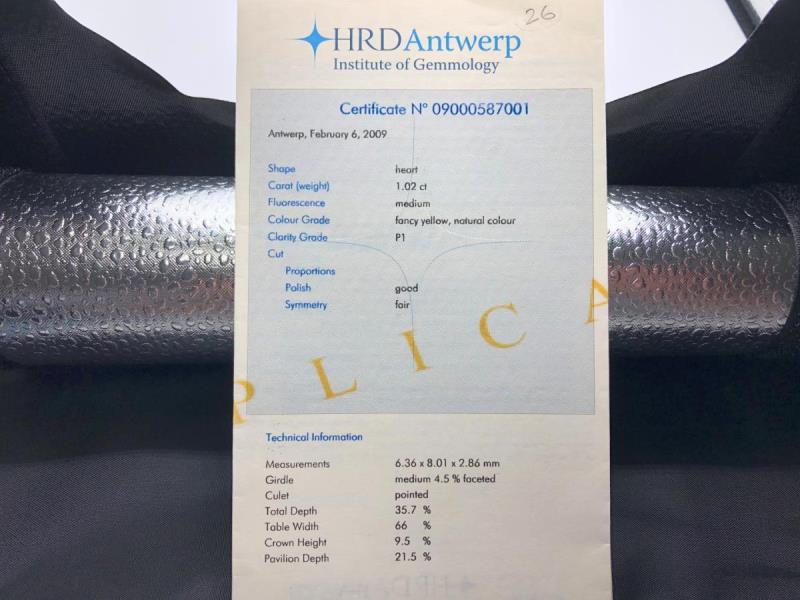 26
HRDAntwerp
Institute of Gemmology
Certificate N° 09000587001
Antwerp, February 6, 2009
Shape heart
Carat (weight) 1.02 ct
Fluorescence medium
Colour Grade fancy yellow, natural colour
Clarity Grade P1
Cut
Proportions
Polish good
Symmetry fair
P L I C A
Technical Information
Measurements 6.36 x 8.01 x 2.86 mm
Girdle medium 4.5 % faceted
Culet pointed
Total Depth 35.7 %
Table Width 66 %
Crown Height 9.5 %
Pavilion Depth 21.5 %